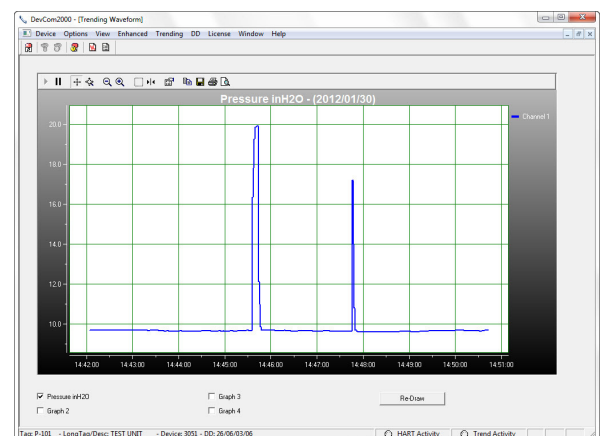 DevCom2000 - [Trending Waveform]
Device Options View Enhanced Trending DD License Window Help
Pressure inH2O - (2012/01/30)
Channel 1
20.0
18.0
16.0
14.0
12.0
10.0
14:42:00 14:43:00 14:44:00 14:45:00 14:46:00 14:47:00 14:48:00 14:49:00 14:50:00 14:51:00
Pressure inH2O Graph 3 Re-Draw
Graph 2 Graph 4
Tag: P-101 - LongTag/Desc: TEST UNIT - Device: 3051 - DD: 26/06/03/06 HART Activity Trend Activity